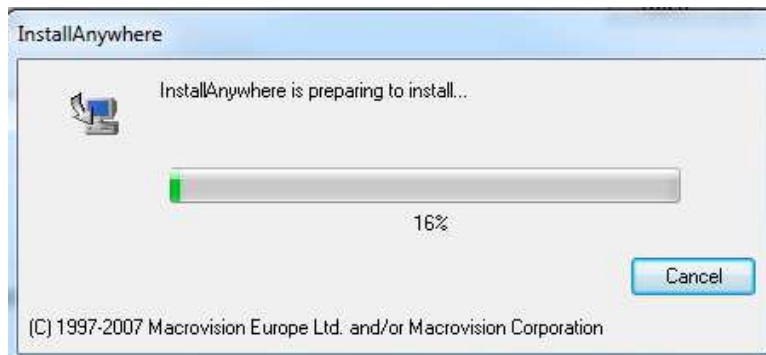 InstallAnywhere
InstallAnywhere is preparing to install...
16%
Cancel
(C) 1997-2007 Macrovision Europe Ltd. and/or Macrovision Corporation